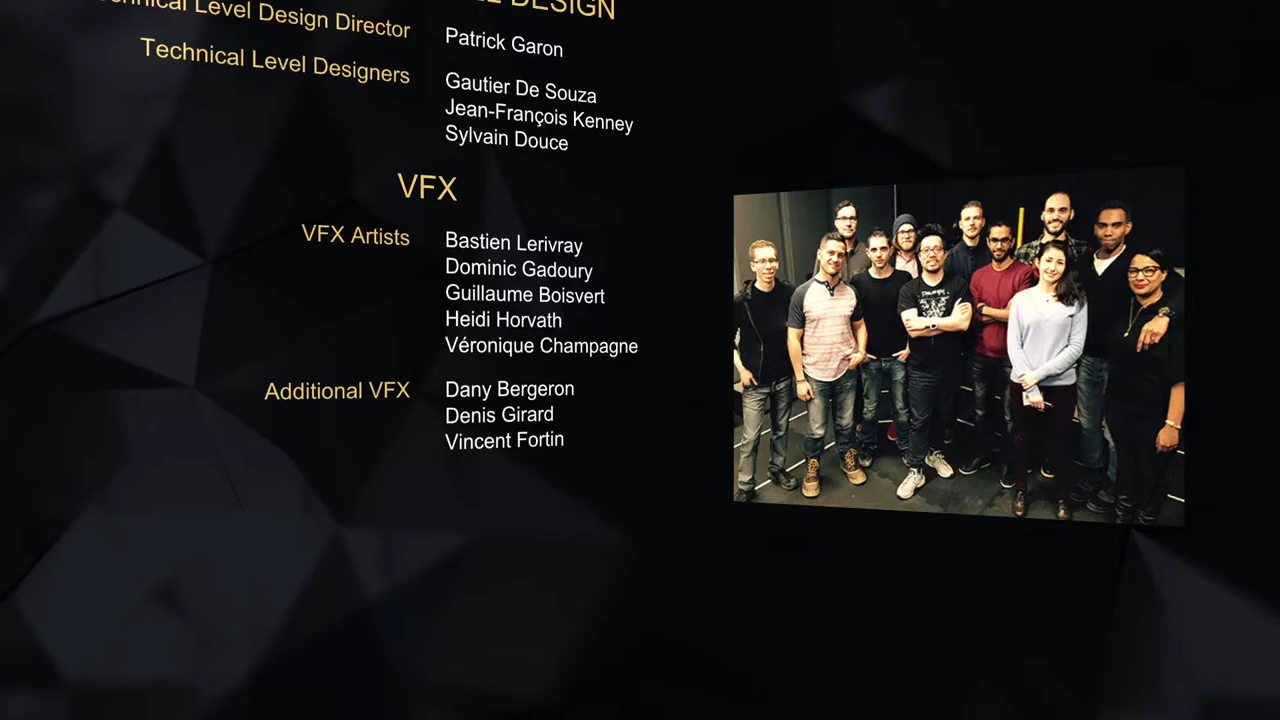 DESIGN
Technical Level Design Director
Patrick Garon
Technical Level Designers
Gautier De Souza
Jean-François Kenney
Sylvain Douce
VFX
VFX Artists
Bastien Lerivray
Dominic Gadoury
Guillaume Boisvert
Heidi Horvath
Véronique Champagne
Additional VFX
Dany Bergeron
Denis Girard
Vincent Fortin